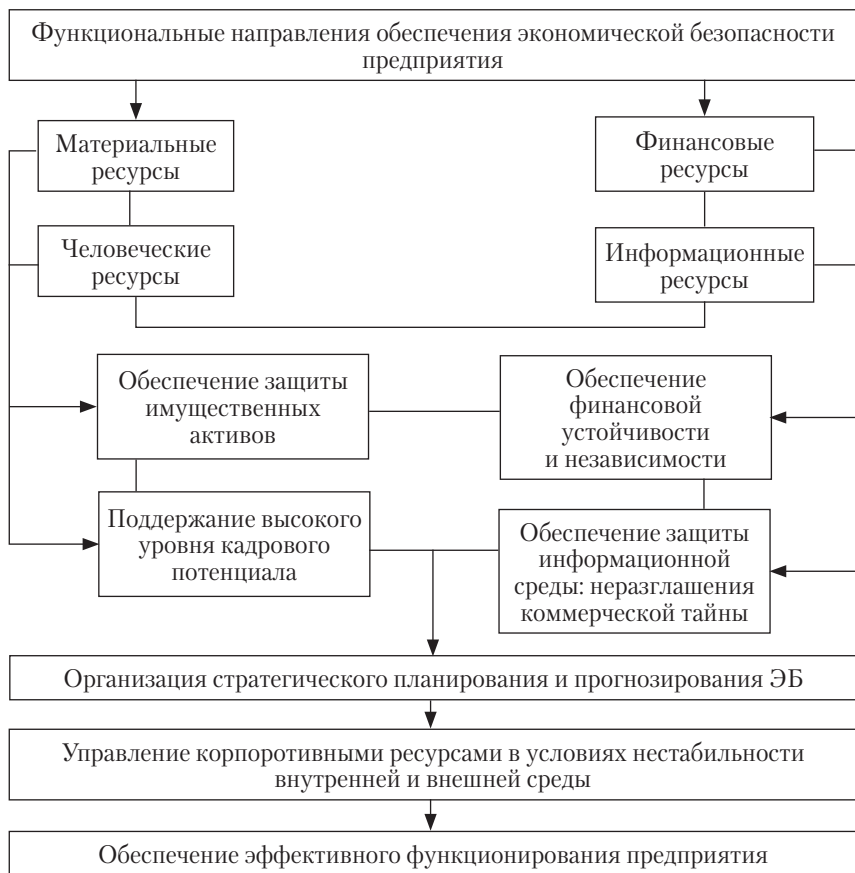 Функциональные направления обеспечения экономической безопасности
предприятия
Материальные
ресурсы
Финансовые
ресурсы
Человеческие
ресурсы
Информационные
ресурсы
Обеспечение защиты
имущественных
активов
Обеспечение
финансовой
устойчивости
и независимости
Поддержание высокого
уровня кадрового
потенциала
Обеспечение защиты
информационной
среды: неразглашения
коммерческой тайны
Организация стратегического планирования и прогнозирования ЭБ
Управление корпоротивными ресурсами в условиях нестабильности
внутренней и внешней среды
Обеспечение эффективного функционирования предприятия